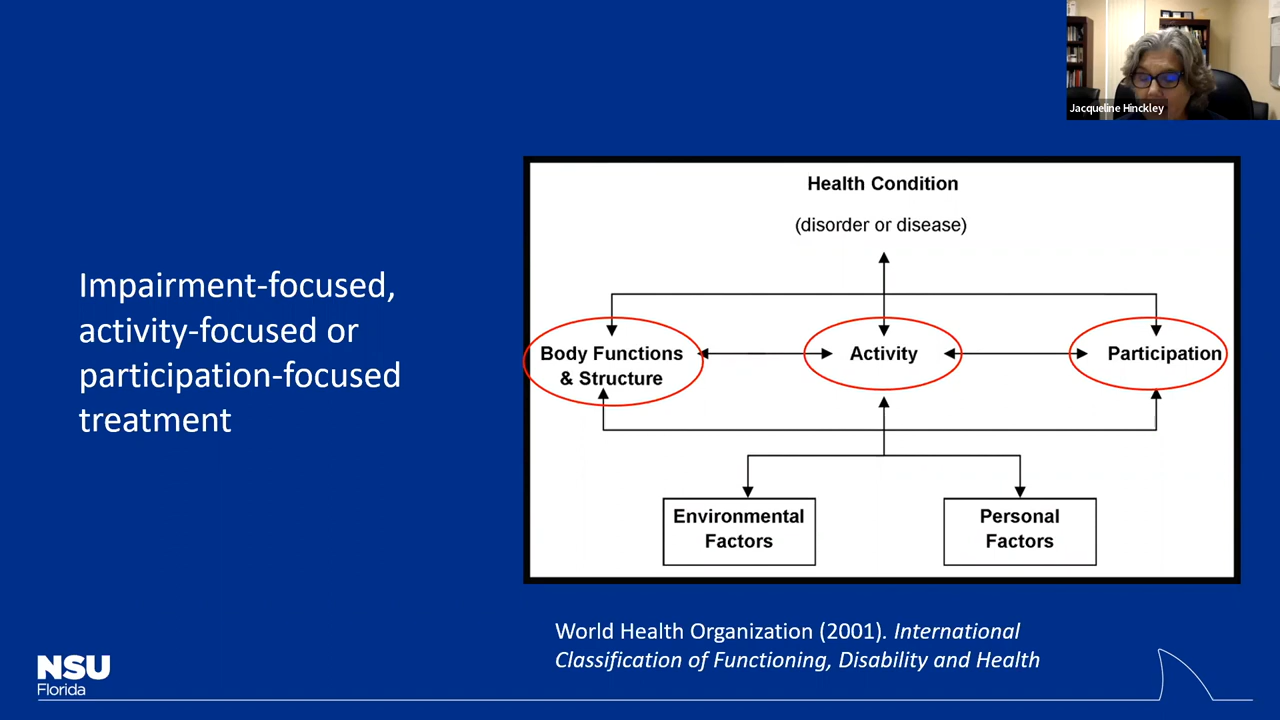 Jacqueline Hinckley
Impairment-focused,
activity-focused or
participation-focused
treatment
Health Condition
(disorder or disease)
Body Functions
& Structure
Activity
Participation
Environmental
Factors
Personal
Factors
World Health Organization (2001). International
Classification of Functioning, Disability and Health
NSU
Florida